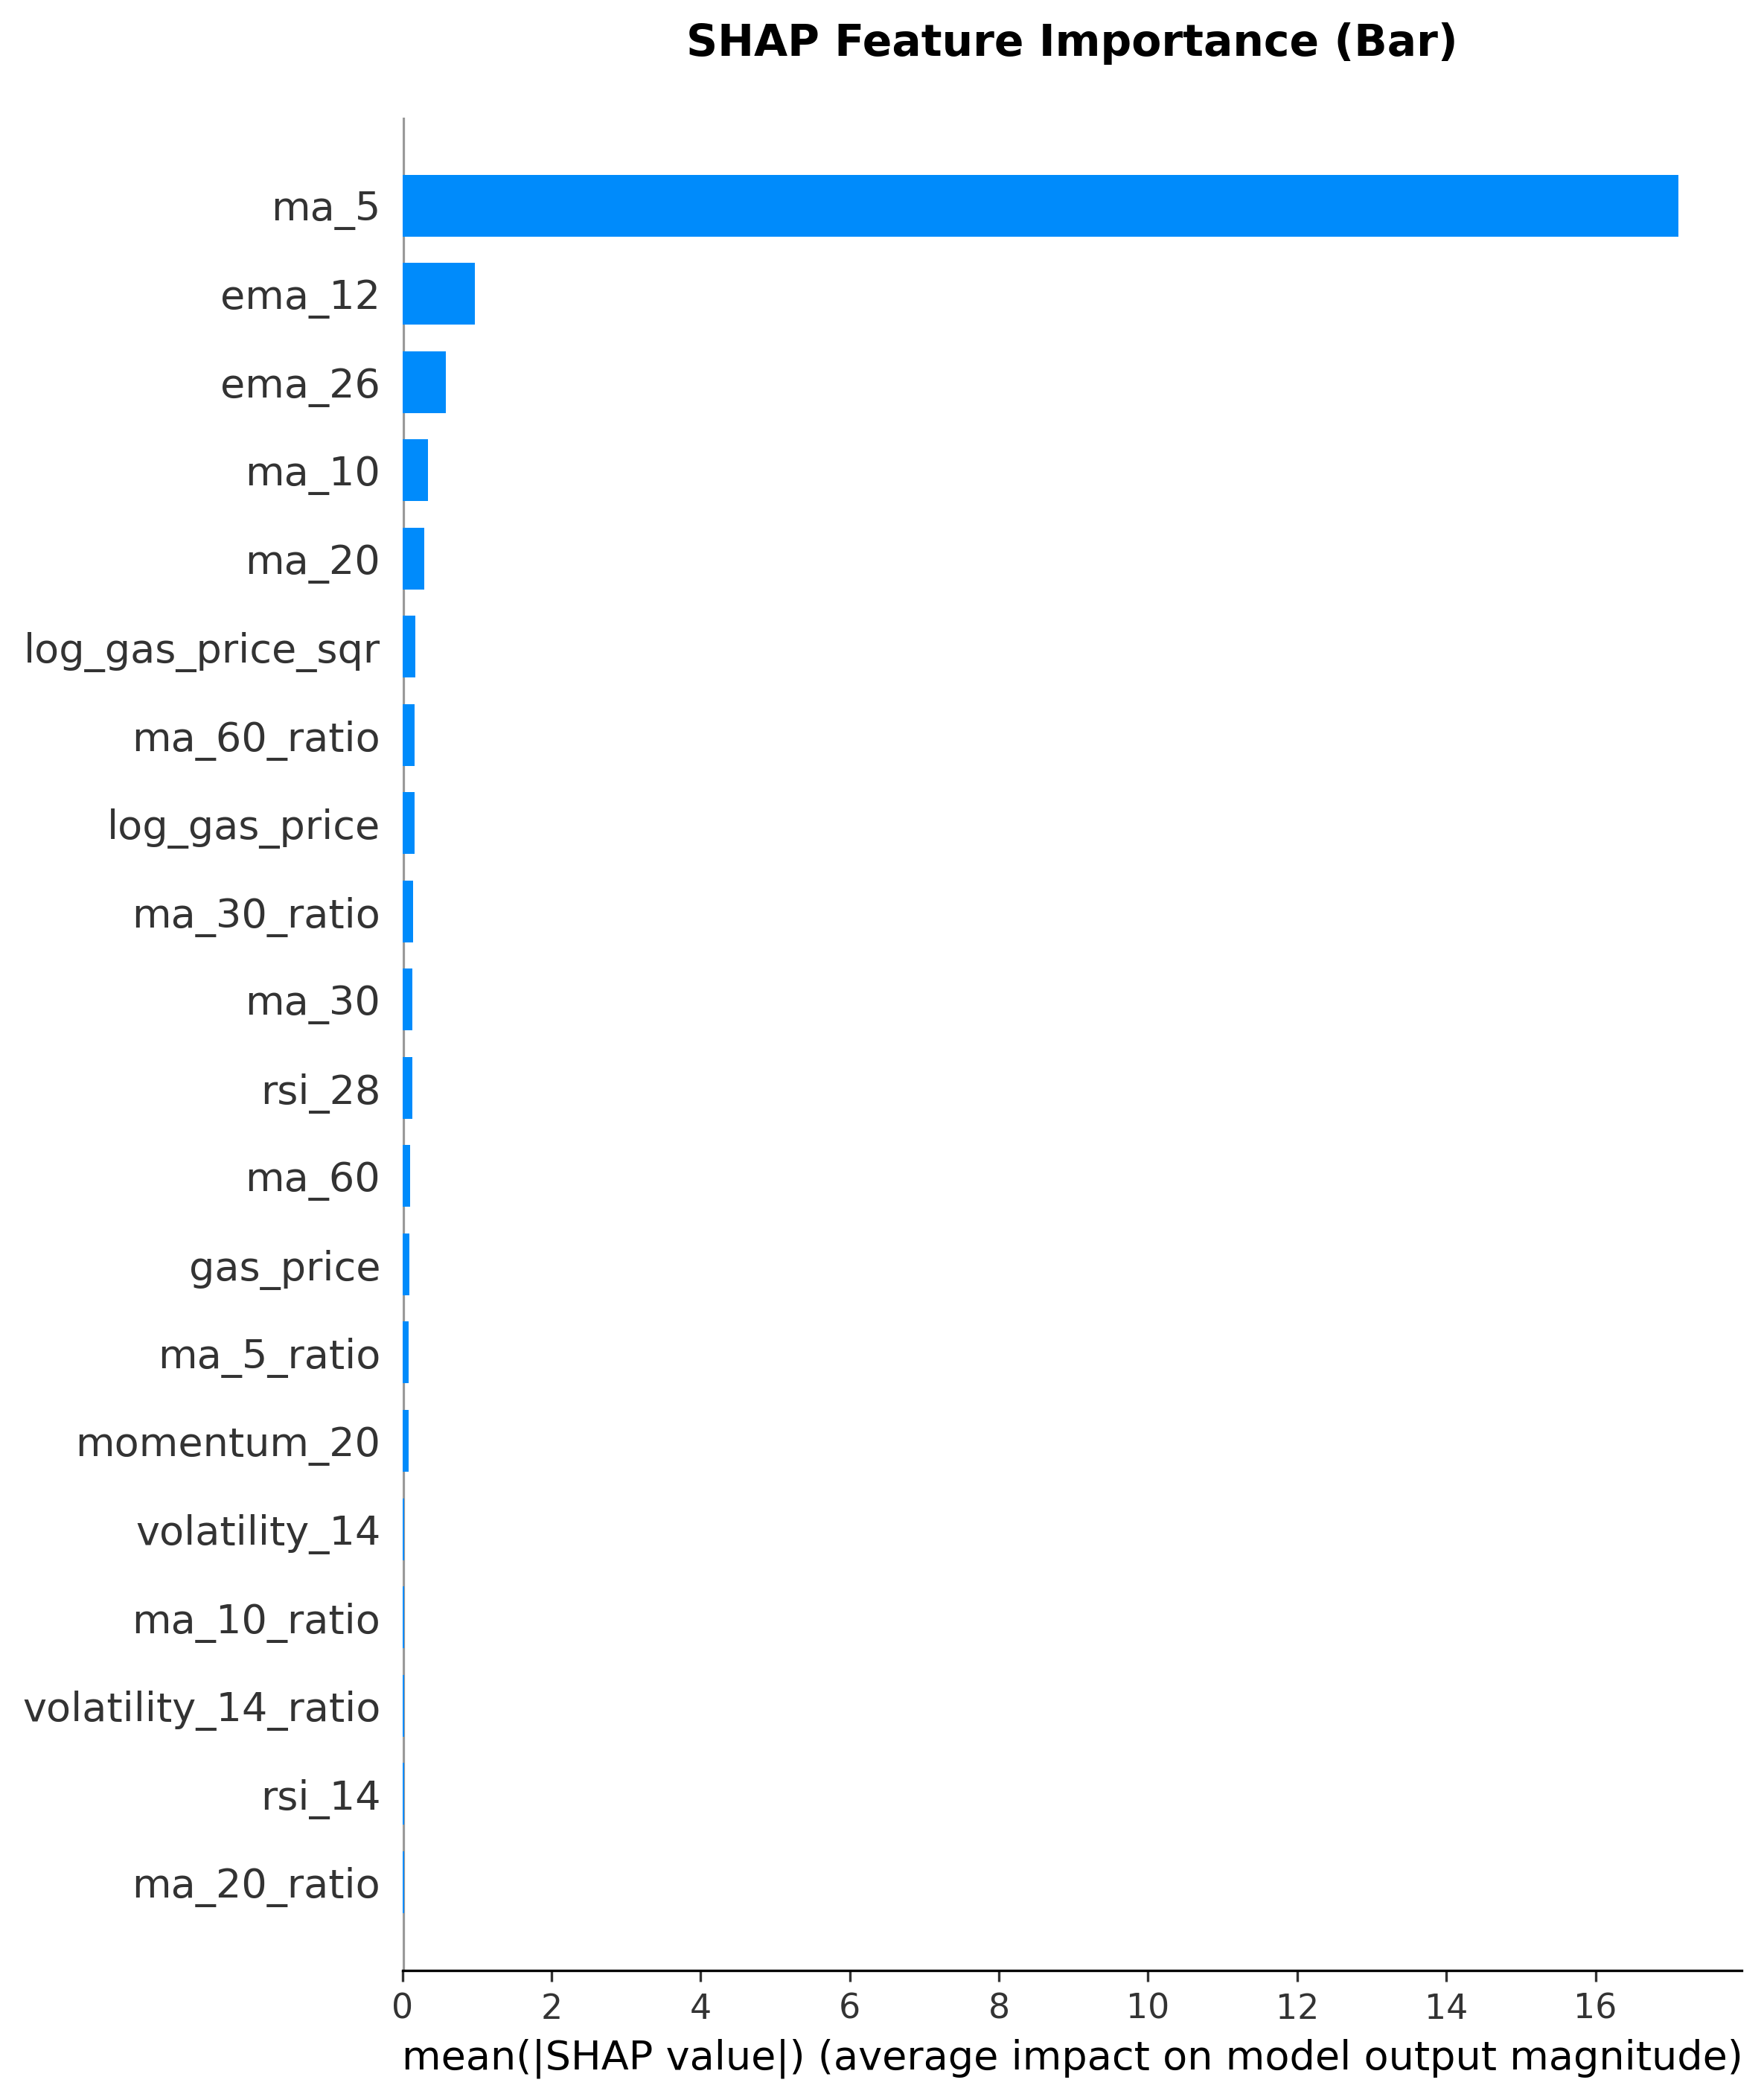 SHAP Feature Importance (Bar)
ma_5
ema_12
ema_26
ma_10
ma_20
log_gas_price_sqr
ma_60_ratio
log_gas_price
ma_30_ratio
ma_30
rsi_28
ma_60
gas_price
ma_5_ratio
momentum_20
volatility_14
ma_10_ratio
volatility_14_ratio
rsi_14
ma_20_ratio
0 2 4 6 8 10 12 14 16
mean(|SHAP value|) (average impact on model output magnitude)